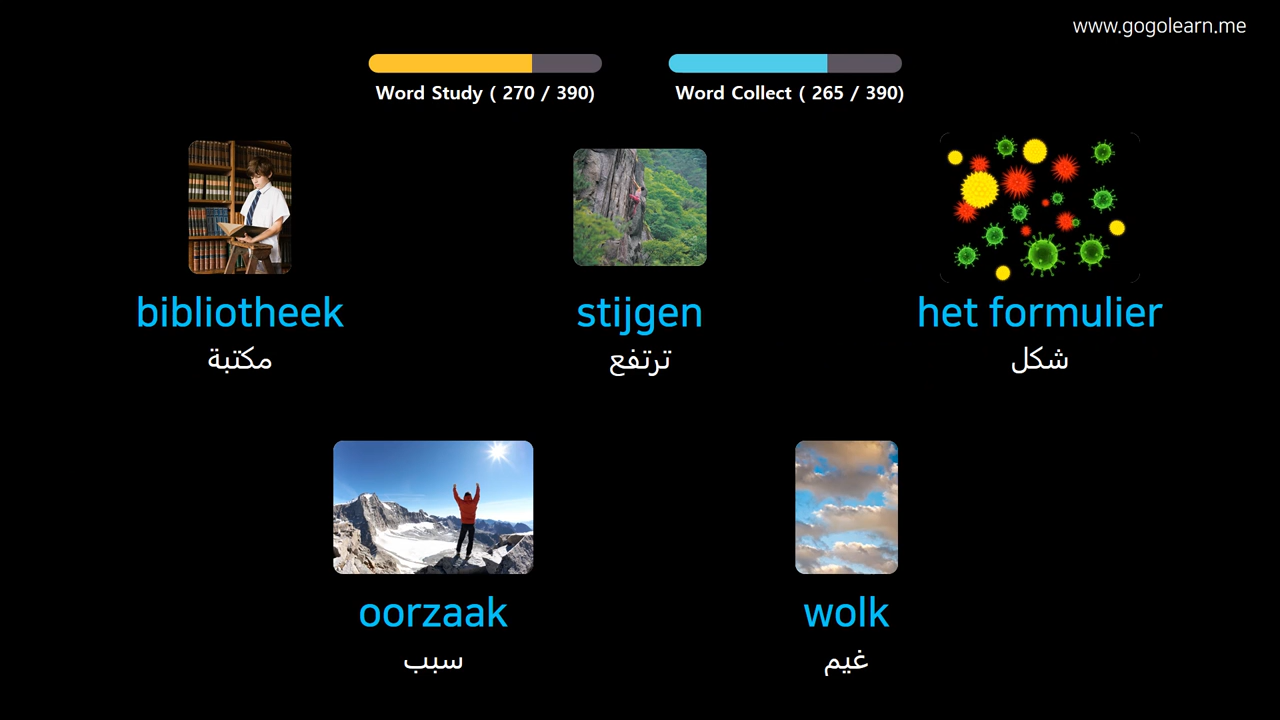 www.gogolearn.me
Word Study ( 270 / 390)
Word Collect ( 265 / 390)
bibliotheek
مكتبة
stijgen
ترتفع
het formulier
شكل
oorzaak
سبب
wolk
غيم